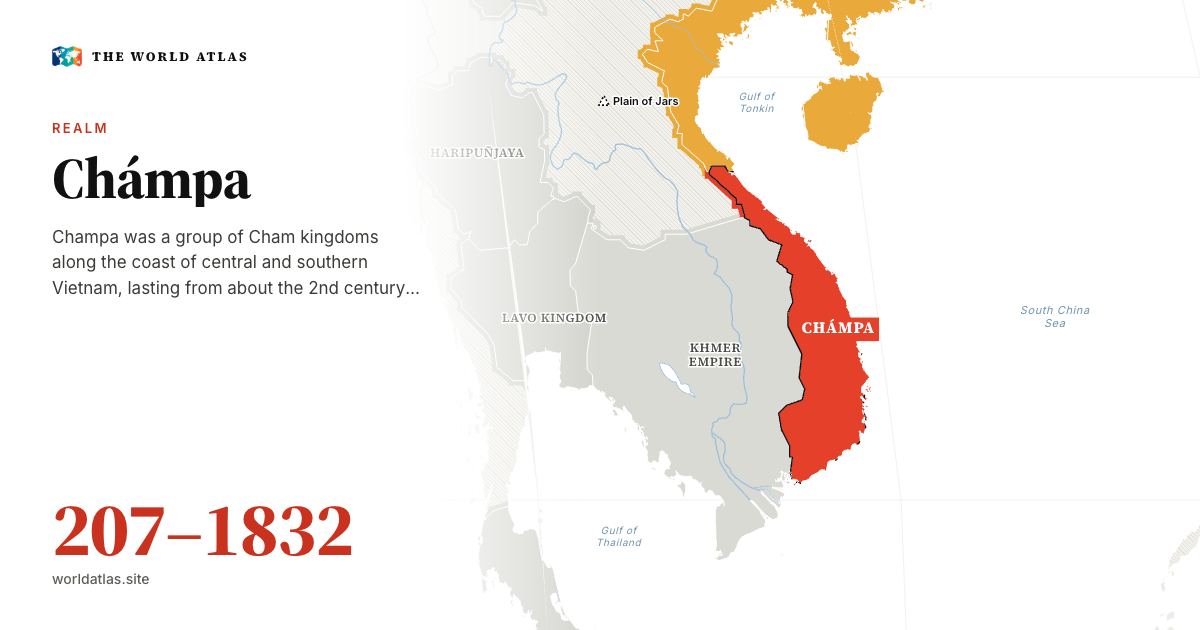 THE WORLD ATLAS
REALM
Chámpa
Champa was a group of Cham kingdoms
along the coast of central and southern
Vietnam, lasting from about the 2nd century...
207–1832
worldatlas.site
Plain of Jars
Gulf of
Tonkin
HARIPUÑJAYA
LAVO KINGDOM
KHMER
EMPIRE
CHÁMPA
South China
Sea
Gulf of
Thailand